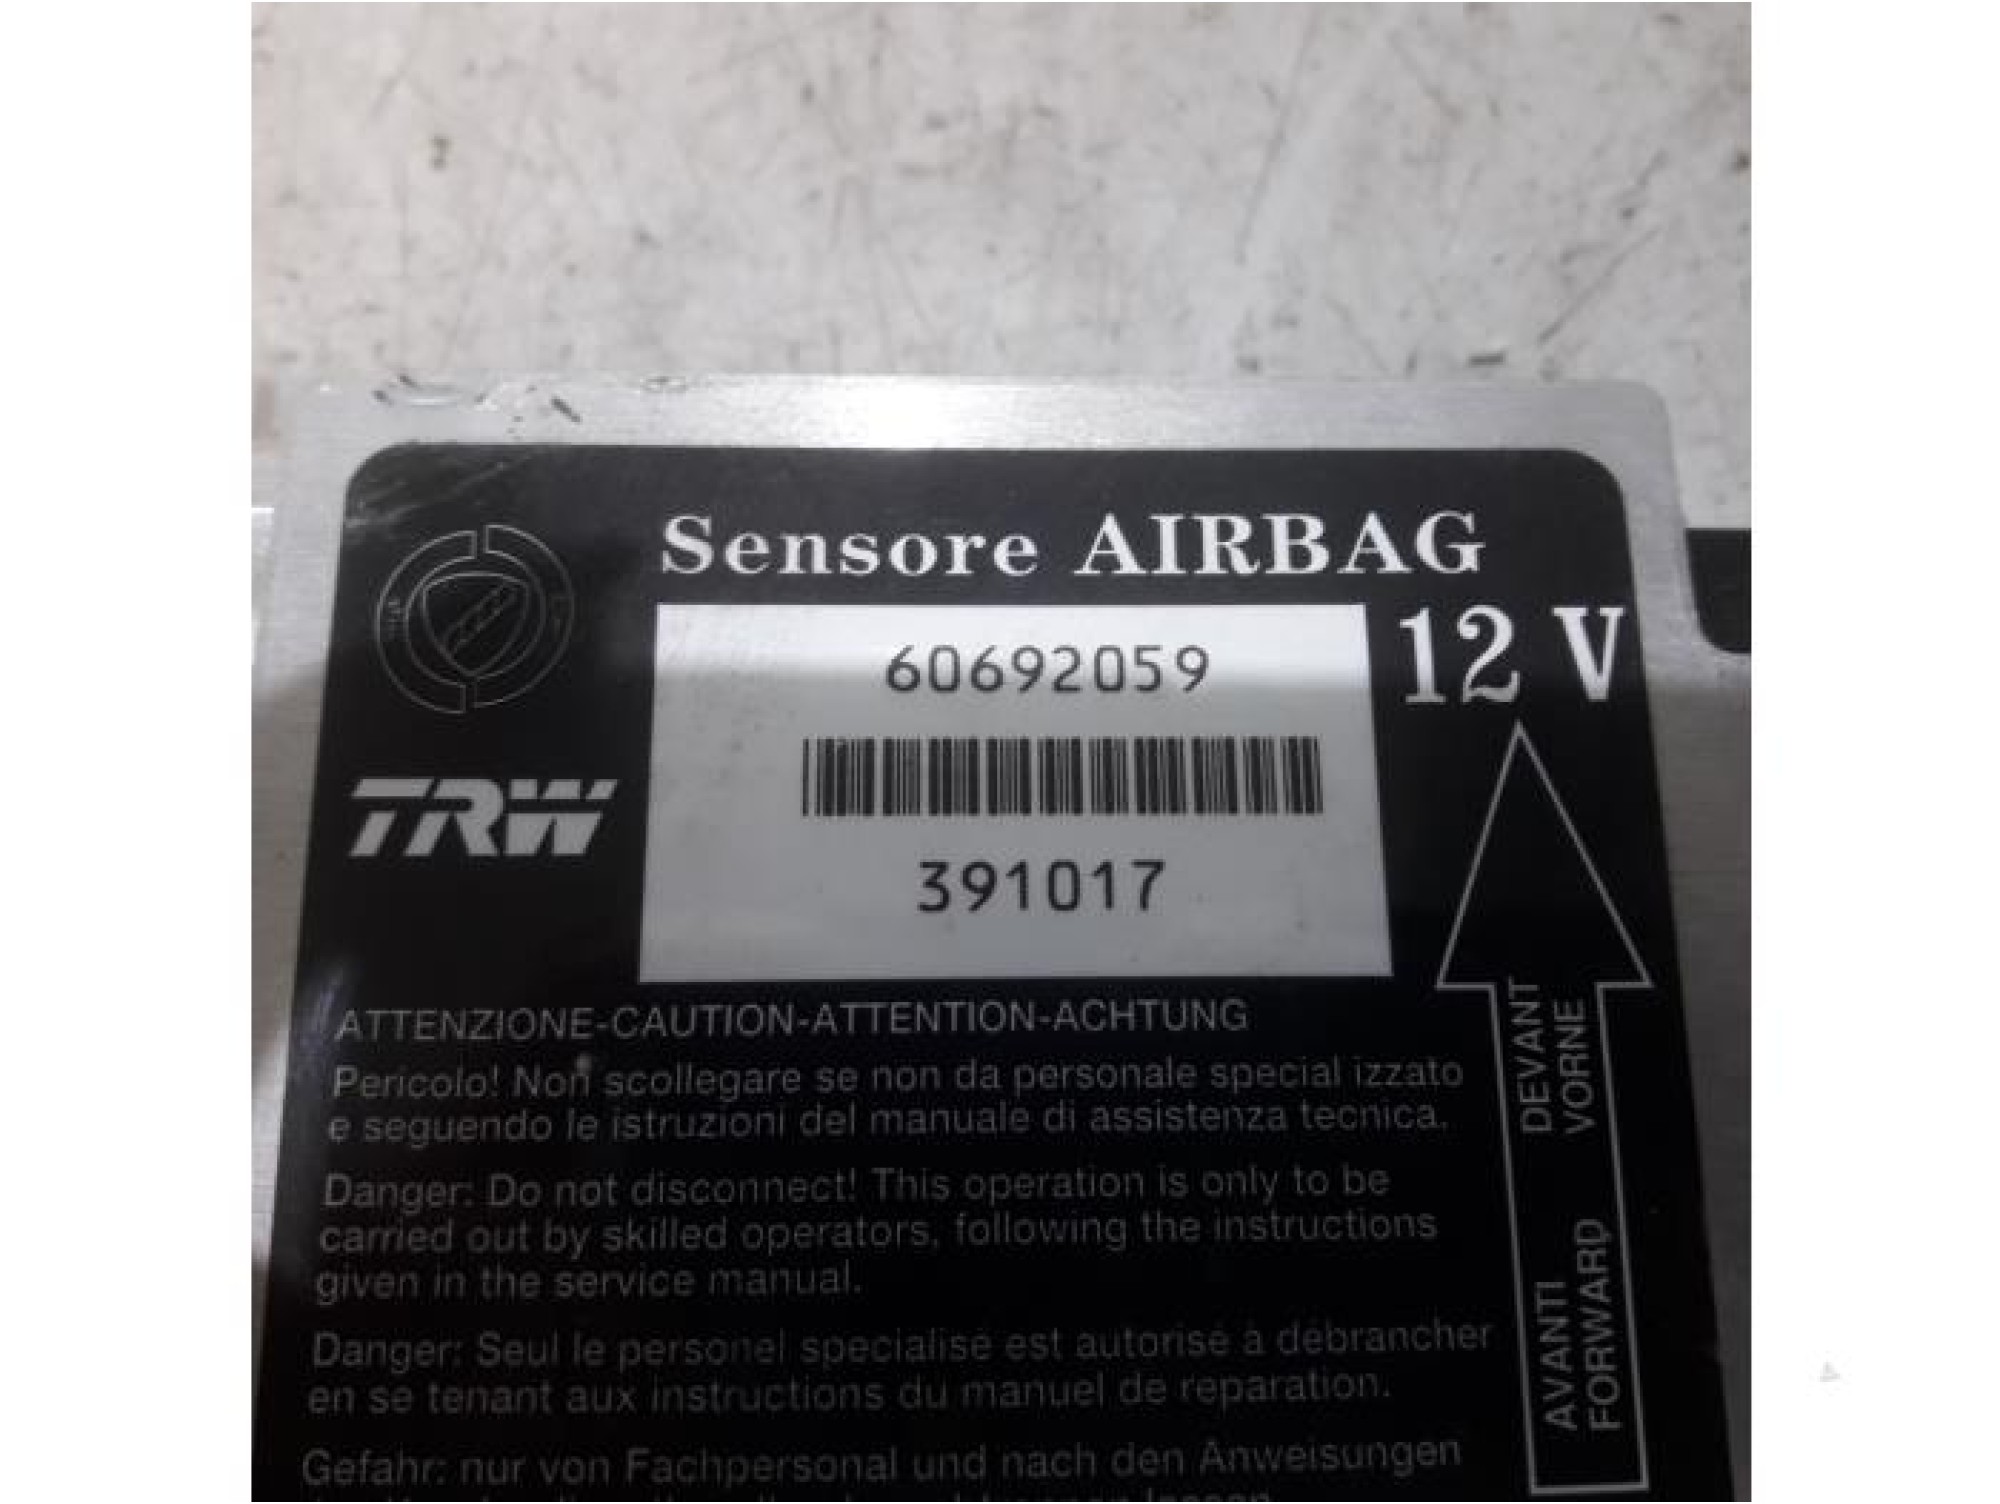 Sensore AIRBAG
60692059
12 V
TRW
391017
ATTENZIONE-CAUTION-ATTENTION-ACHTUNG
Pericolo! Non scollegare se non da personale specializzato
e seguendo le istruzioni del manuale di assistenza tecnica.
Danger: Do not disconnect! This operation is only to be
carried out by skilled operators, following the instructions
given in the service manual.
Danger: Seul le personel specialisé est autorisé à débrancher
en se tenant aux instructions du manuel de reparation.
Gefahr: nur von Fachpersonal und nach den Anweisungen
DEVANT
VORNE
AVANTI
FORWARD